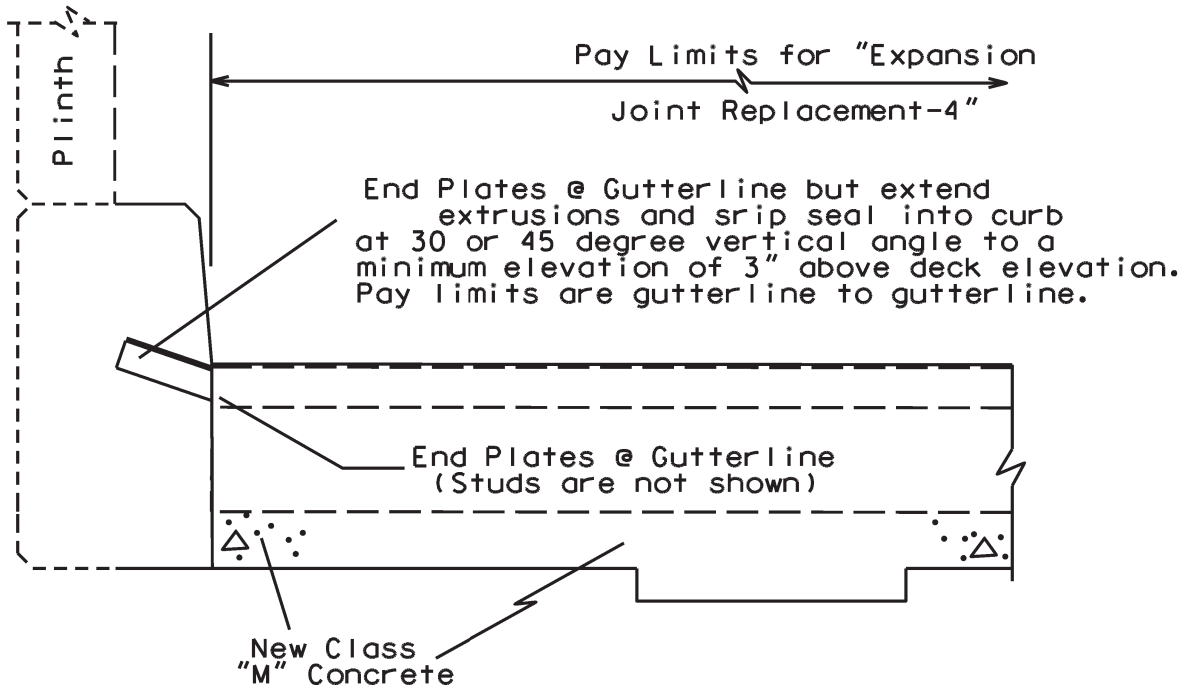 Plinth
Pay Limits for "Expansion
Joint Replacement-4"
End Plates @ Gutterline but extend
extrusions and srip seal into curb
at 30 or 45 degree vertical angle to a
minimum elevation of 3" above deck elevation.
Pay limits are gutterline to gutterline.
End Plates @ Gutterline
(Studs are not shown)
New Class
"M" Concrete